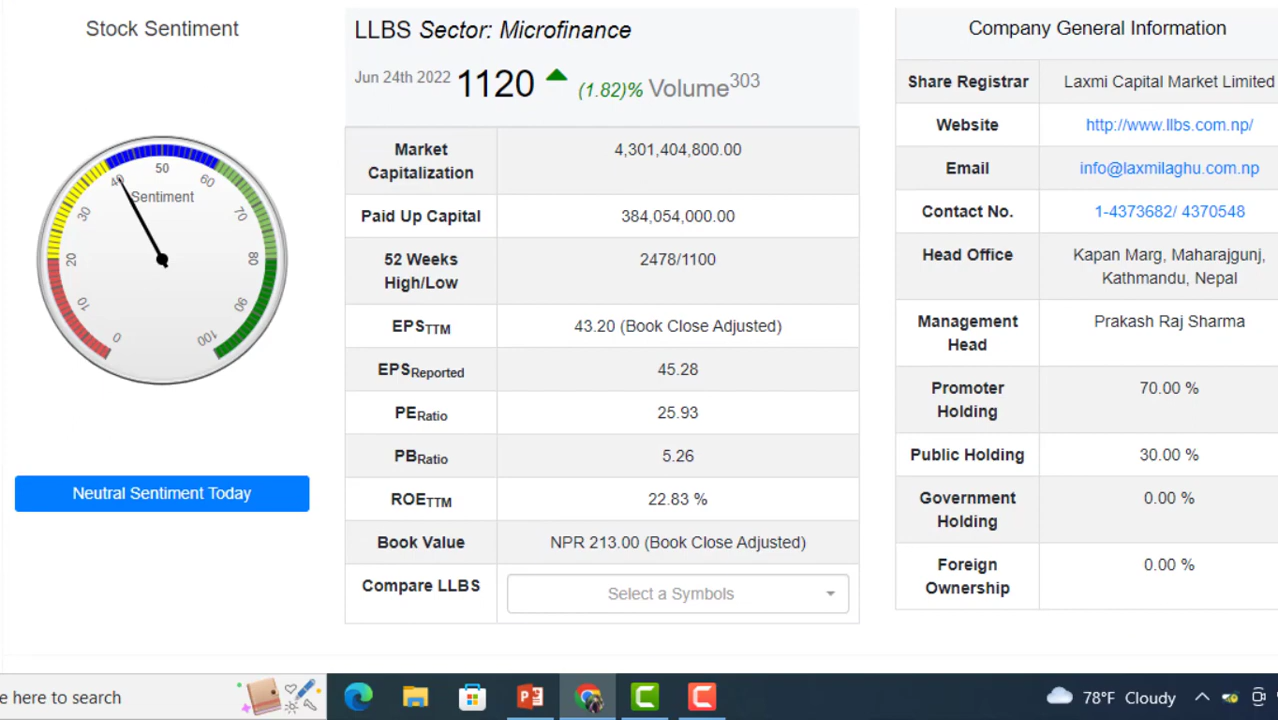 Stock Sentiment
0
10
20
30
40
50
60
70
80
90
100
Sentiment
Neutral Sentiment Today
LLBS Sector: Microfinance
Jun 24th 2022 1120 (1.82)% Volume303
Market
Capitalization
4,301,404,800.00
Paid Up Capital 384,054,000.00
52 Weeks
High/Low
2478/1100
EPSTTM 43.20 (Book Close Adjusted)
EPSReported 45.28
PERatio 25.93
PBRatio 5.26
ROETTM 22.83 %
Book Value NPR 213.00 (Book Close Adjusted)
Compare LLBS Select a Symbols
Company General Information
Share Registrar Laxmi Capital Market Limited
Website http://www.llbs.com.np/
Email info@laxmilaghu.com.np
Contact No. 1-4373682/ 4370548
Head Office Kapan Marg, Maharajgunj,
Kathmandu, Nepal
Management
Head
Prakash Raj Sharma
Promoter
Holding
70.00 %
Public Holding 30.00 %
Government
Holding
0.00 %
Foreign
Ownership
0.00 %
e here to search
78°F Cloudy